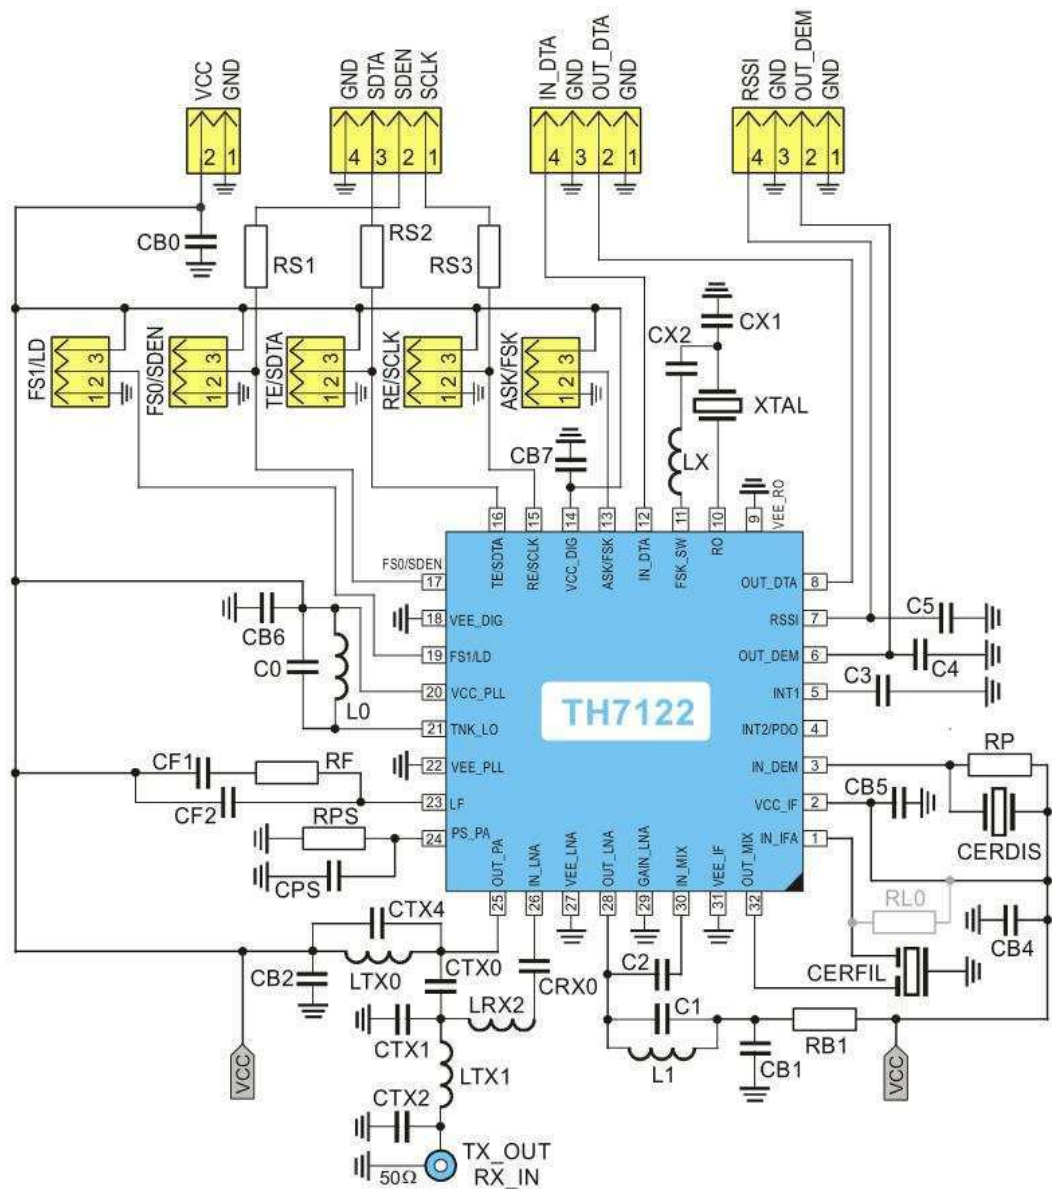 VCC GND
GND SDTA SDEN SCLK
IN_DTA GND OUT_DTA GND
RSSI GND OUT_DEM GND
2 1
4 3 2 1
4 3 2 1
4 3 2 1
CB0
RS1
RS2
RS3
CX1
CX2
FS1/LD
1 2 3
FS0/SDEN
1 2 3
TE/SDTA
1 2 3
RE/SCLK
1 2 3
ASK/FSK
1 2 3
XTAL
CB7
LX
VEE_RO
16 15 14 13 12 11 10 9
TE/SDTA RE/SCLK VCC_DIG ASK/FSK IN_DTA FSK_SW RO
FS0/SDEN
17
OUT_DTA 8
18 VEE_DIG
RSSI 7
C5
CB6
19 FS1/LD
OUT_DEM 6
C4
C0
20 VCC_PLL
TH7122
INT1 5
C3
L0
21 TNK_LO
INT2/PDO 4
CF1
RF
22 VEE_PLL
IN_DEM 3
RP
CF2
23 LF
VCC_IF 2
CB5
RPS
24 PS_PA
IN_IFA 1
CERDIS
CPS
OUT_PA IN_LNA VEE_LNA OUT_LNA GAIN_LNA IN_MIX VEE_IF OUT_MIX
25 26 27 28 29 30 31 32
RL0
CTX4
CB4
CB2
LTX0
CTX0
CRX0
C2
CERFIL
LRX2
C1
CTX1
L1
CB1
RB1
VCC
VCC
LTX1
CTX2
TX_OUT
50Ω
RX_IN